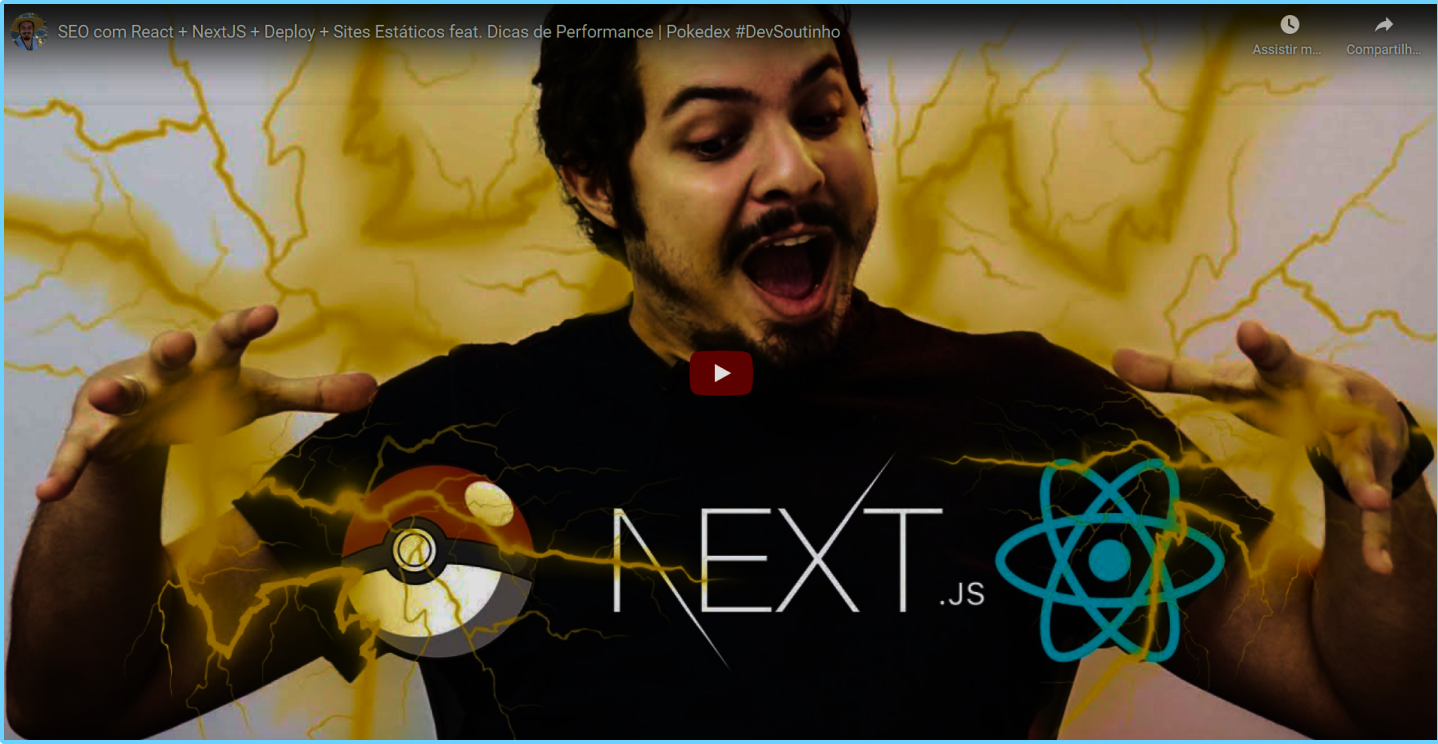 SEO com React + NextJS + Deploy + Sites Estáticos feat. Dicas de Performance | Pokedex #DevSoutinho
Assistir m...
Compartilh...
NEXT.JS